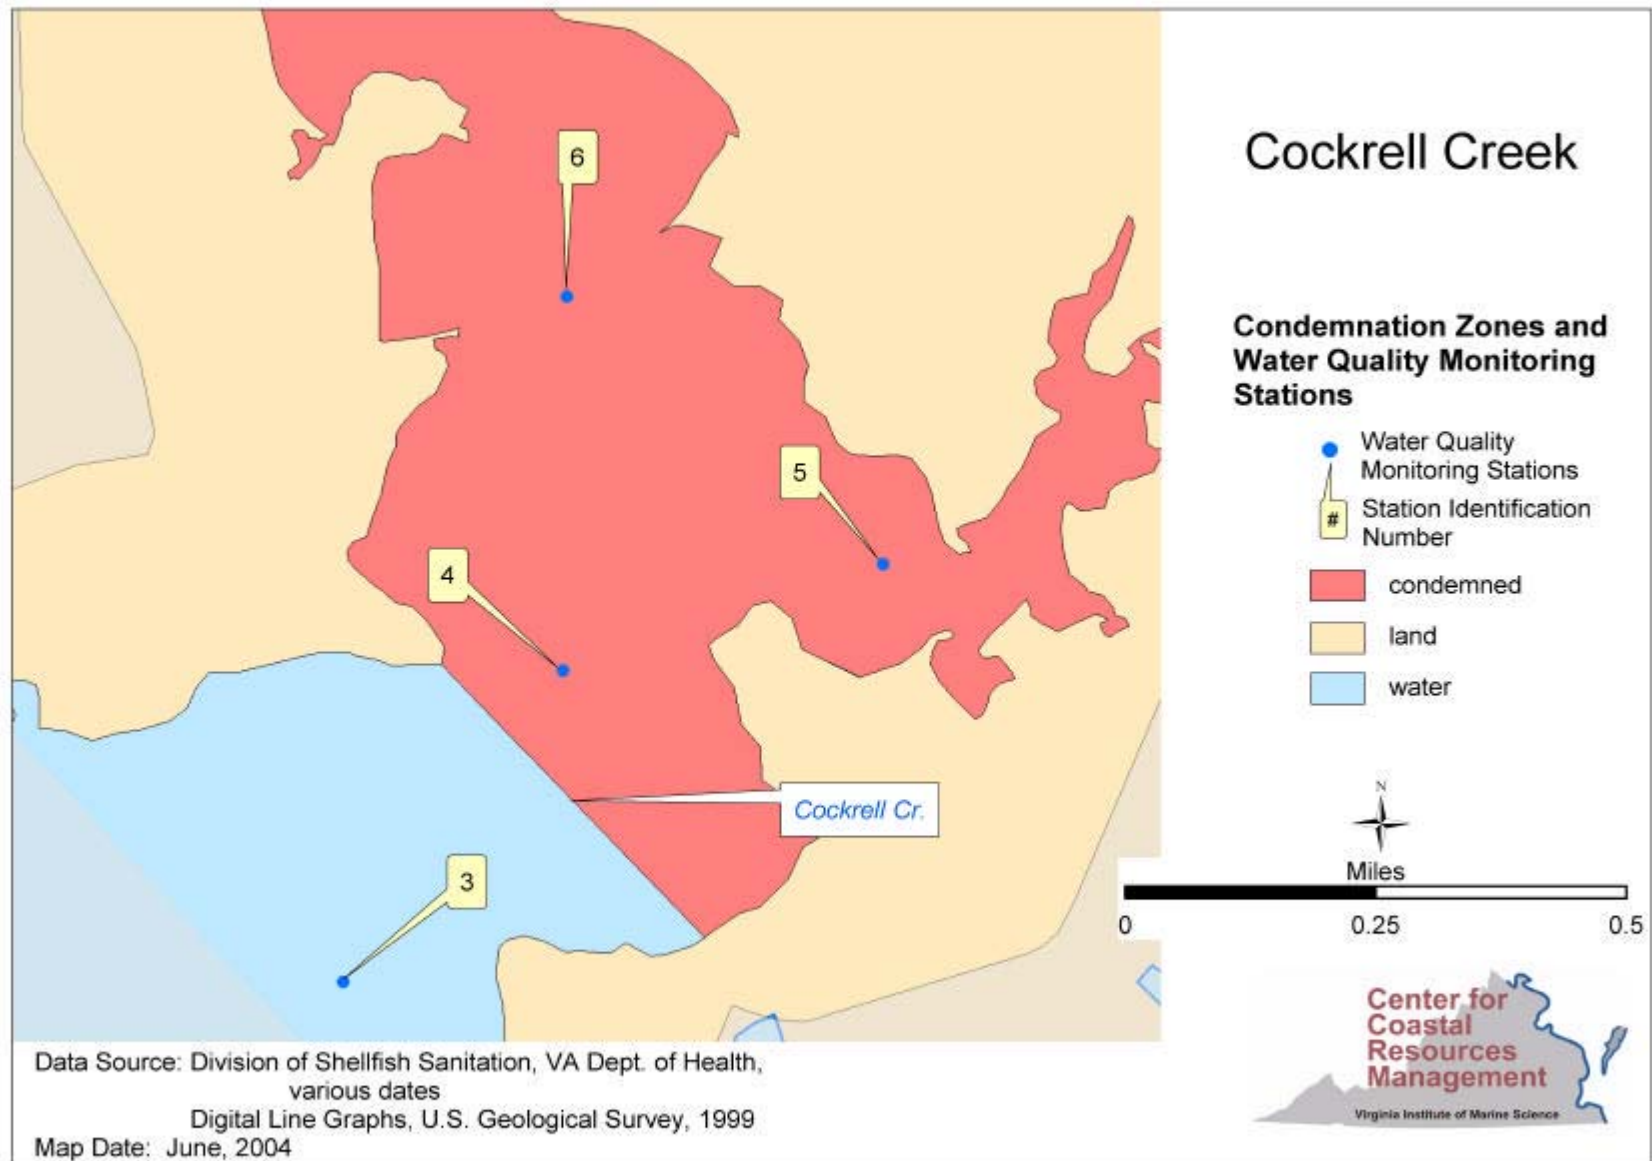 Cockrell Creek
6
Condemnation Zones and
Water Quality Monitoring
Stations
Water Quality
Monitoring Stations
#
Station Identification
Number
condemned
land
water
5
4
Cockrell Cr.
3
N
Miles
0
0.25
0.5
Center for
Coastal
Resources
Management
Virginia Institute of Marine Science
Data Source: Division of Shellfish Sanitation, VA Dept. of Health,
various dates
Digital Line Graphs, U.S. Geological Survey, 1999
Map Date: June, 2004